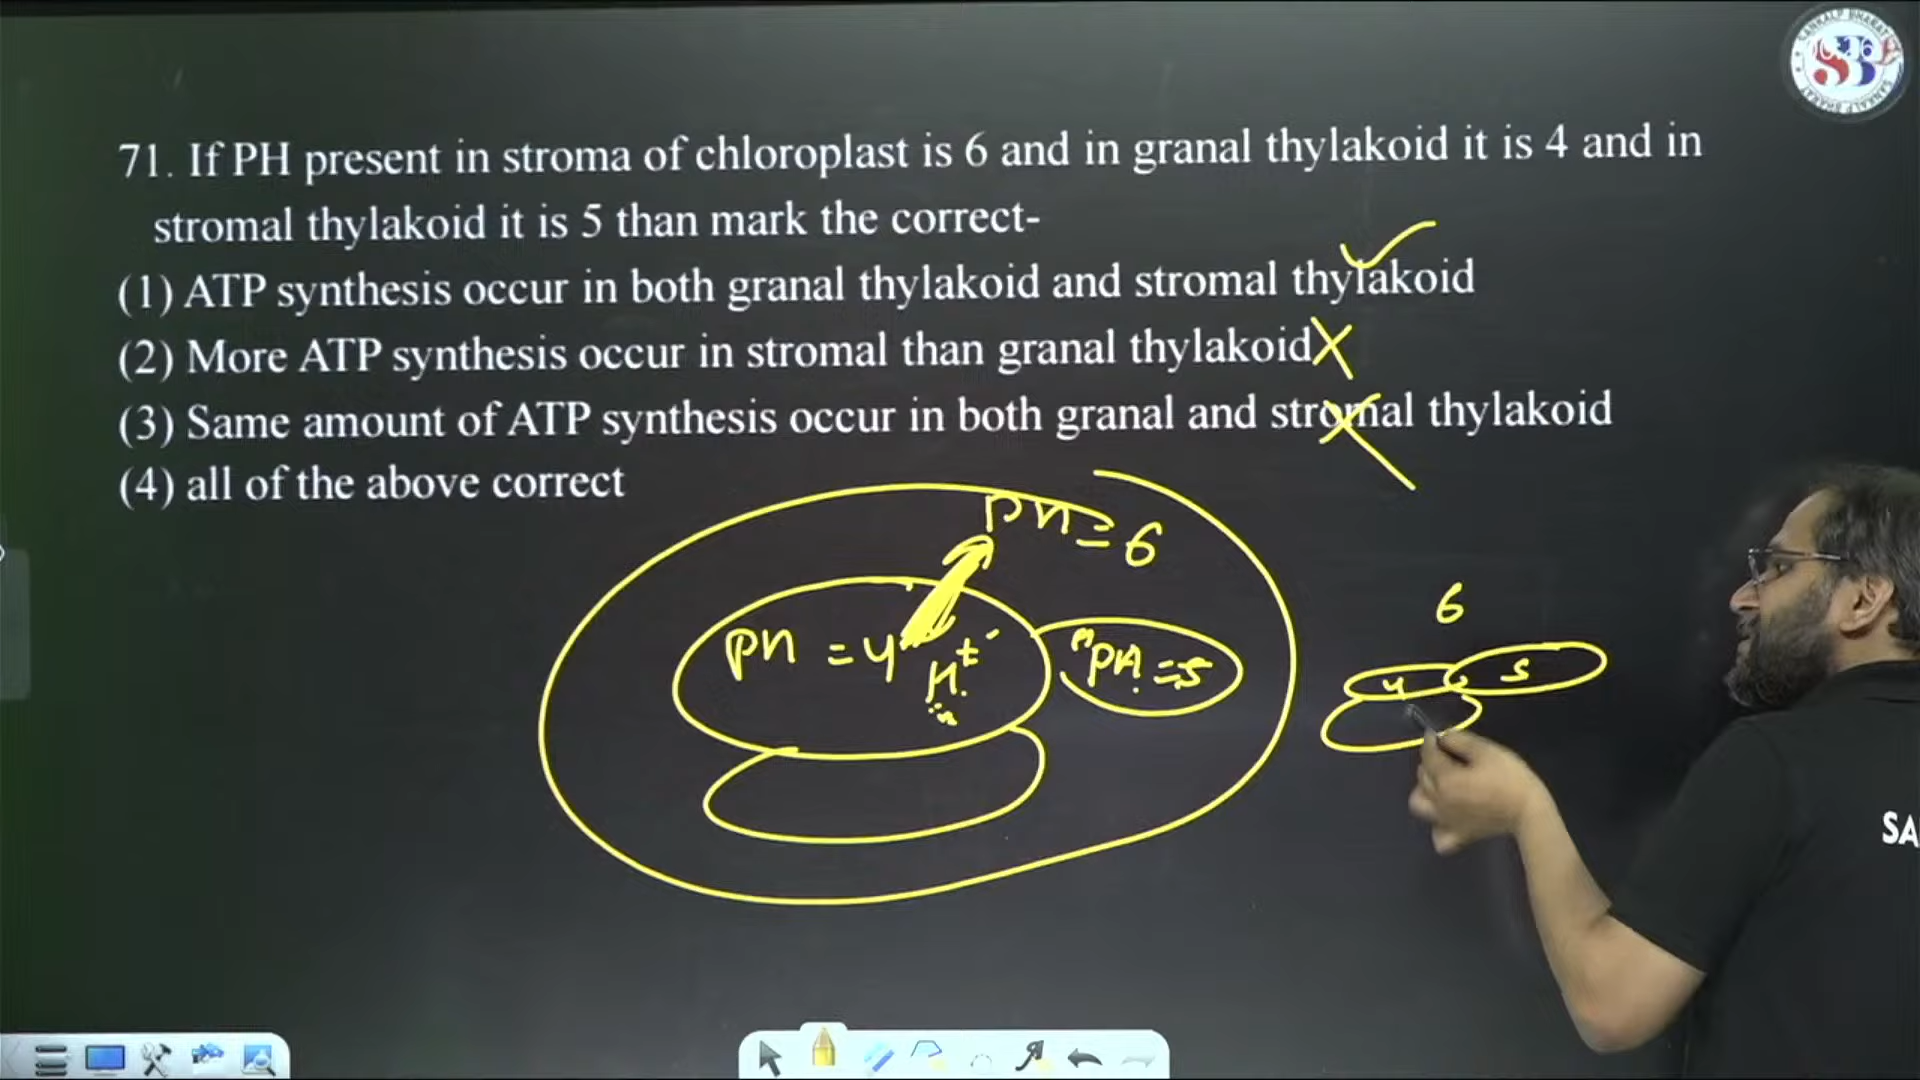 71. If PH present in stroma of chloroplast is 6 and in granal thylakoid it is 4 and in
stromal thylakoid it is 5 than mark the correct-
(1) ATP synthesis occur in both granal thylakoid and stromal thylakoid
(2) More ATP synthesis occur in stromal than granal thylakoid
(3) Same amount of ATP synthesis occur in both granal and stromal thylakoid
(4) all of the above correct
PH = 6
PH = 4
H+
PH = 5
6
4 5
SA
SANKALP BHARAT
SB